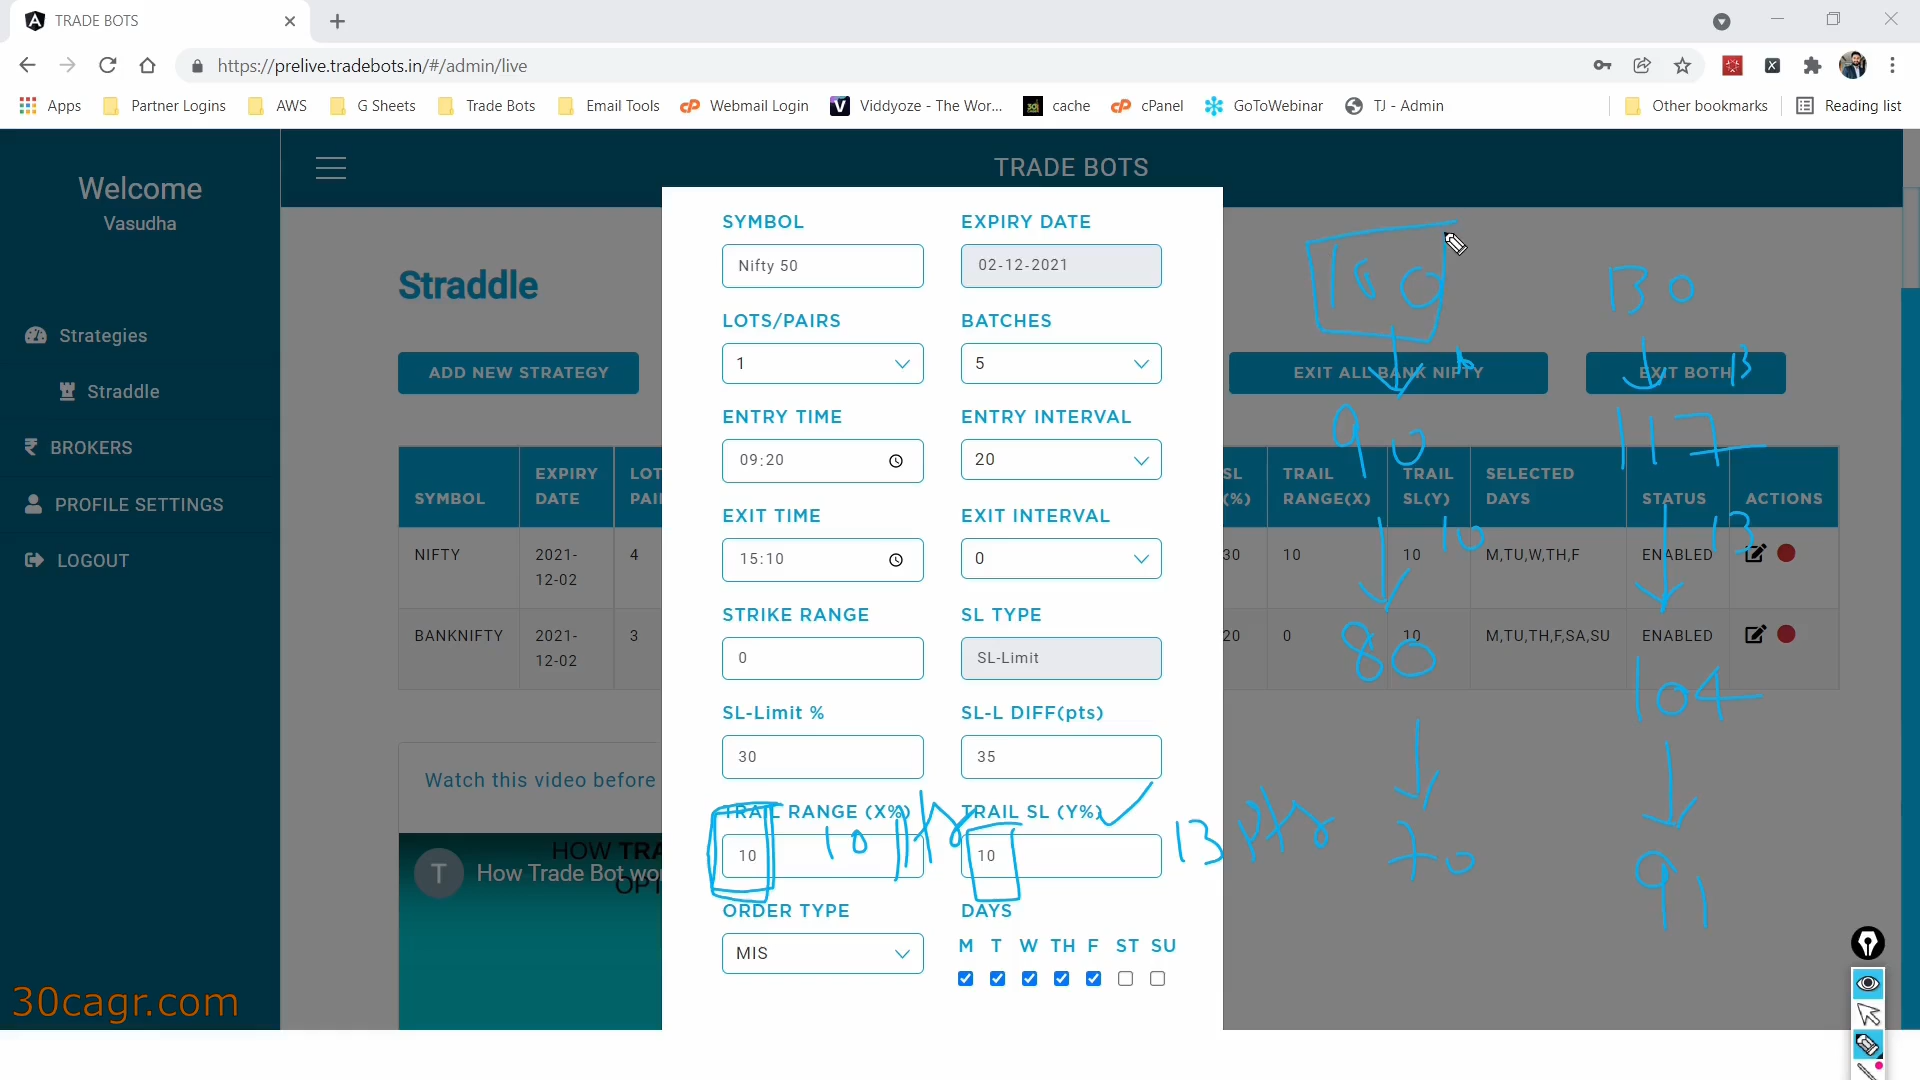 TRADE BOTS
https://prelive.tradebots.in/#/admin/live
Apps Partner Logins AWS G Sheets Trade Bots Email Tools Webmail Login Viddyoze - The Wor... cache cPanel GoToWebinar TJ - Admin Other bookmarks Reading list
Welcome
Vasudha
Strategies
Straddle
BROKERS
PROFILE SETTINGS
LOGOUT
30cagr.com
TRADE BOTS
Straddle
ADD NEW STRATEGY
EXIT ALL BANK NIFTY
EXIT BOTH
SYMBOL EXPIRY DATE
TRAIL RANGE(X) TRAIL SL(Y) SELECTED DAYS STATUS ACTIONS
NIFTY 2021-12-02 4 30 10 10 M,TU,W,TH,F ENABLED
BANKNIFTY 2021-12-02 3 20 0 10 M,TU,TH,F,SA,SU ENABLED
Watch this video before
T How Trade Bot wo
SYMBOL EXPIRY DATE
Nifty 50 02-12-2021
LOTS/PAIRS BATCHES
1 5
ENTRY TIME ENTRY INTERVAL
09:20 20
EXIT TIME EXIT INTERVAL
15:10 0
STRIKE RANGE SL TYPE
0 SL-Limit
SL-Limit % SL-L DIFF(pts)
30 35
TRAIL RANGE (X%) TRAIL SL (Y%)
10 10
ORDER TYPE DAYS
MIS M T W TH F ST SU
10 pts
13 pts
100
10
90
10
80
70
130
13
117
13
104
91